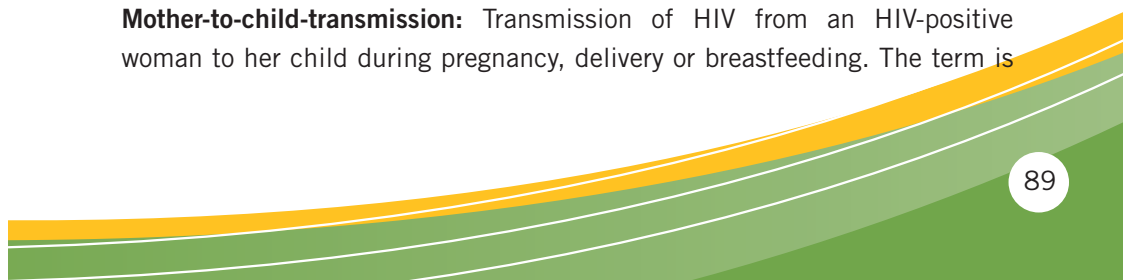 Mother-to-child-transmission: Transmission of HIV from an HIV-positive
woman to her child during pregnancy, delivery or breastfeeding. The term is
89